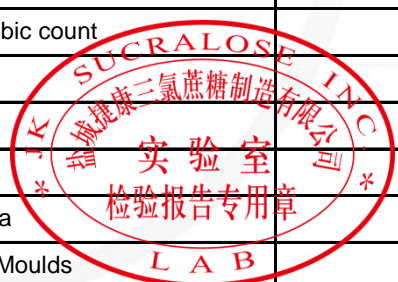 bic count
JK SUCRALOSE INC.
盐城捷康三氯蔗糖制造有限公司
实验室
检验报告专用章
a
Moulds
* LAB *